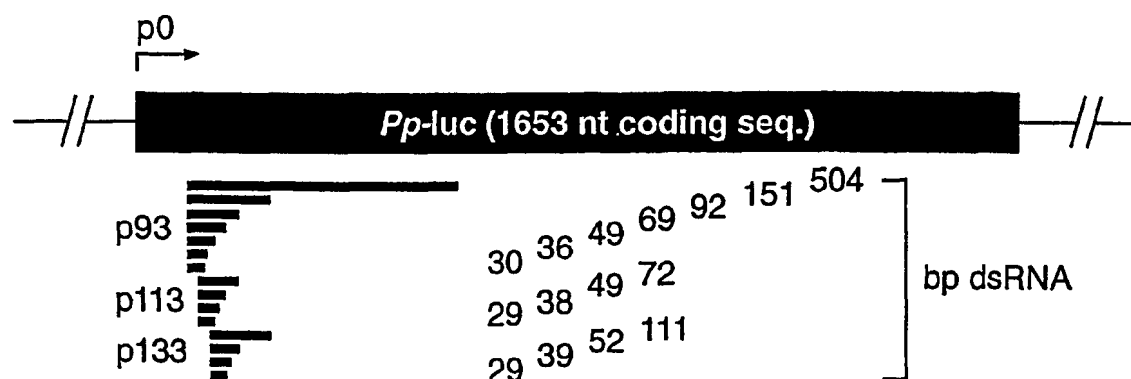 p0
Pp-luc (1653 nt coding seq.)
p93
30 36 49 69 92 151 504
p113
29 38 49 72
p133
29 39 52 111
bp dsRNA